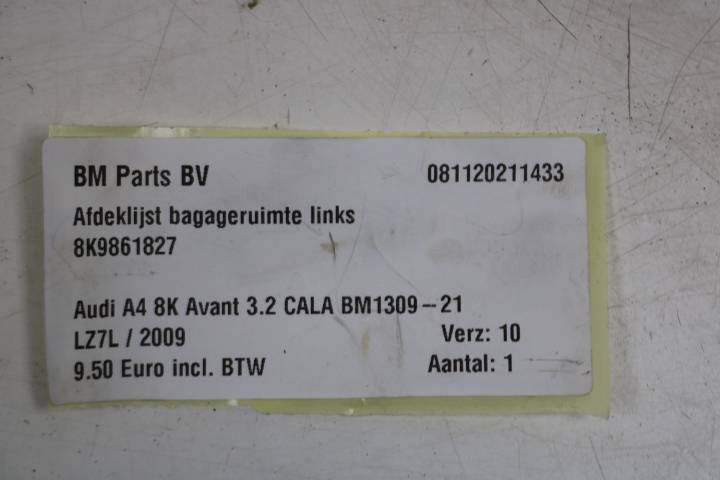 BM Parts BV 081120211433
Afdeklijst bagageruimte links
8K9861827
Audi A4 8K Avant 3.2 CALA BM1309-21
LZ7L / 2009 Verz: 10
9.50 Euro incl. BTW Aantal: 1